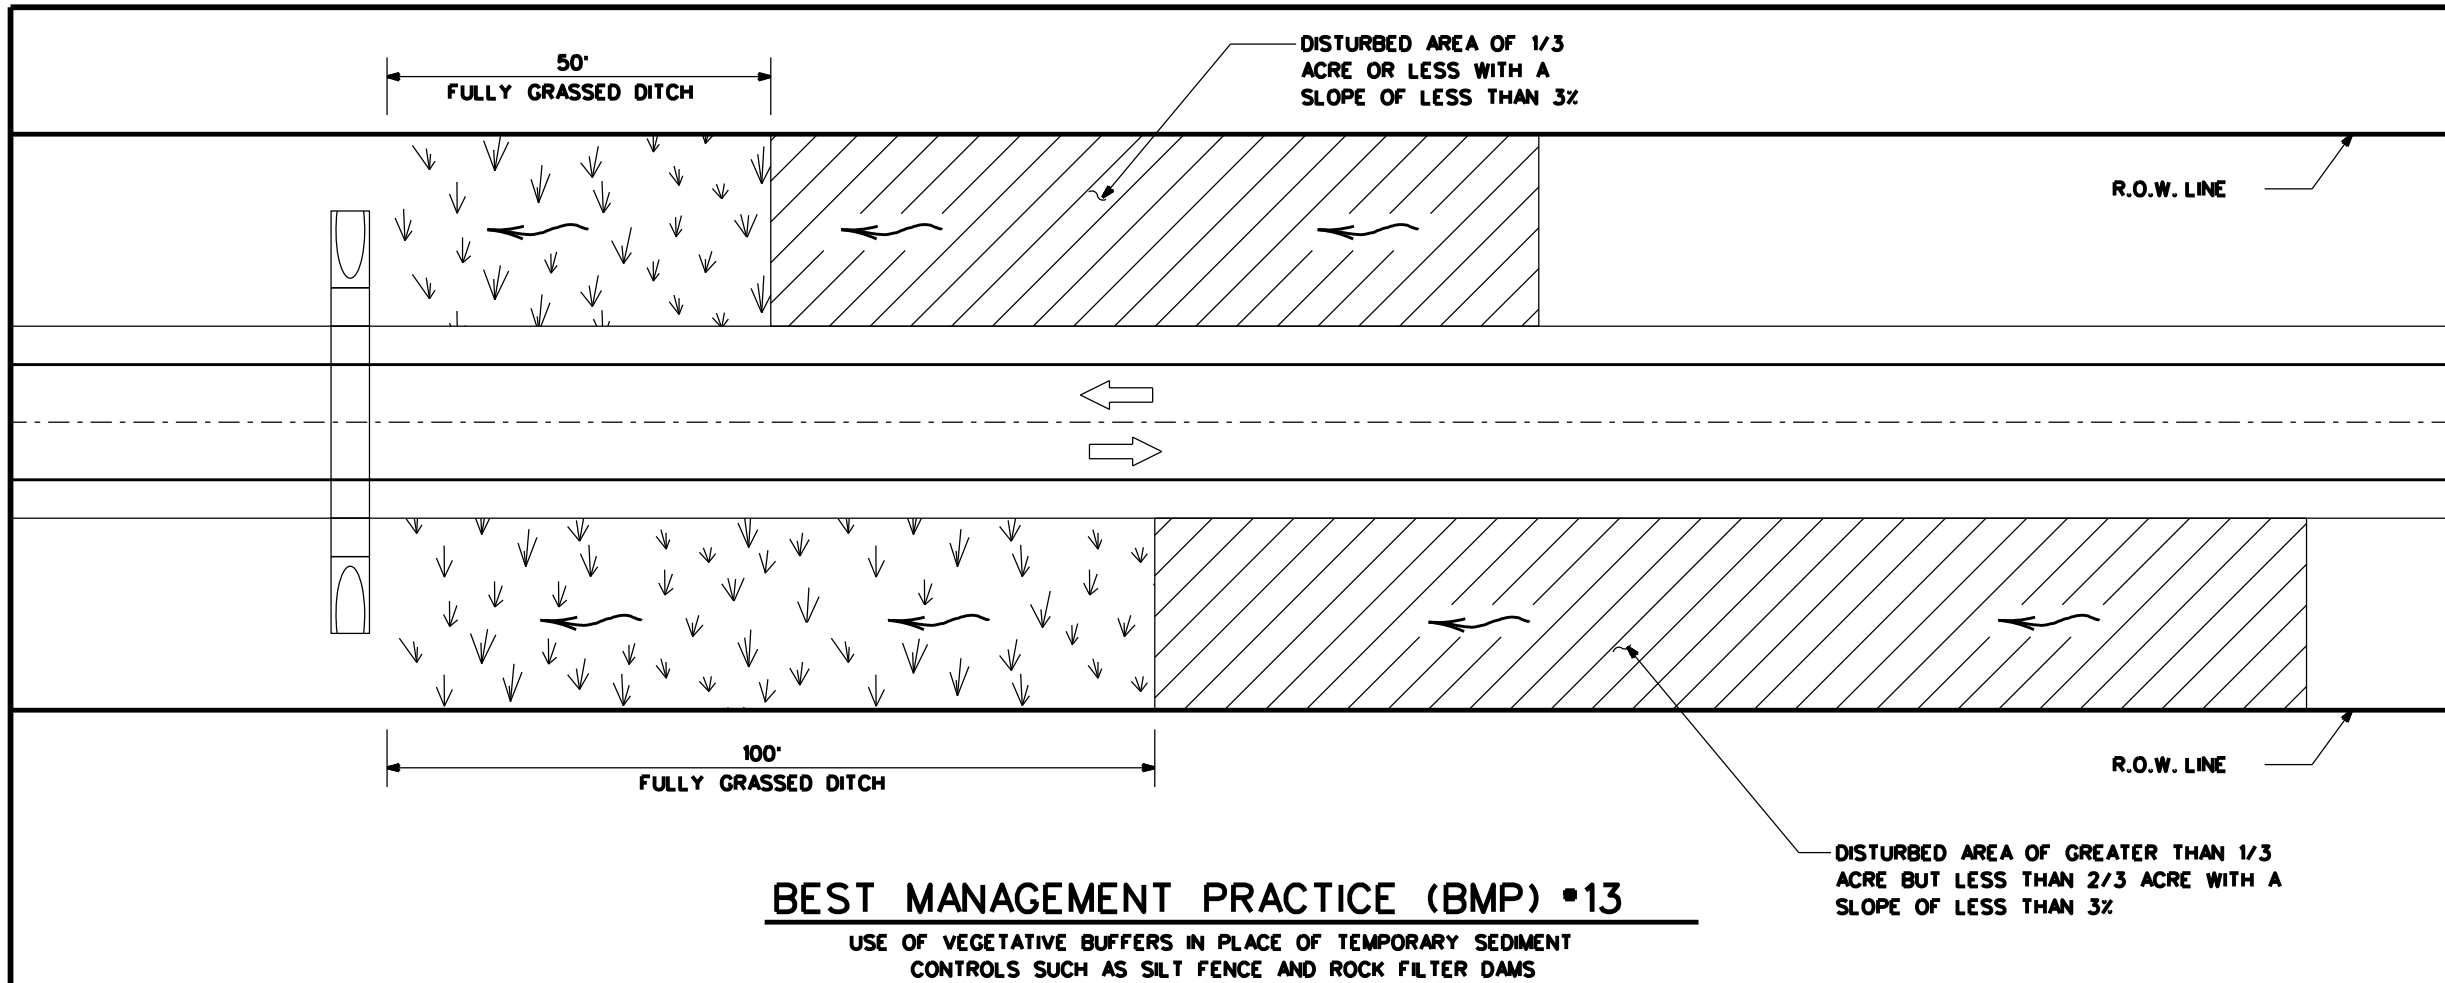 50'
FULLY GRASSED DITCH
DISTURBED AREA OF 1/3
ACRE OR LESS WITH A
SLOPE OF LESS THAN 3%
R.O.W. LINE
100'
FULLY GRASSED DITCH
R.O.W. LINE
DISTURBED AREA OF GREATER THAN 1/3
ACRE BUT LESS THAN 2/3 ACRE WITH A
SLOPE OF LESS THAN 3%
BEST MANAGEMENT PRACTICE (BMP) #13
USE OF VEGETATIVE BUFFERS IN PLACE OF TEMPORARY SEDIMENT
CONTROLS SUCH AS SILT FENCE AND ROCK FILTER DAMS